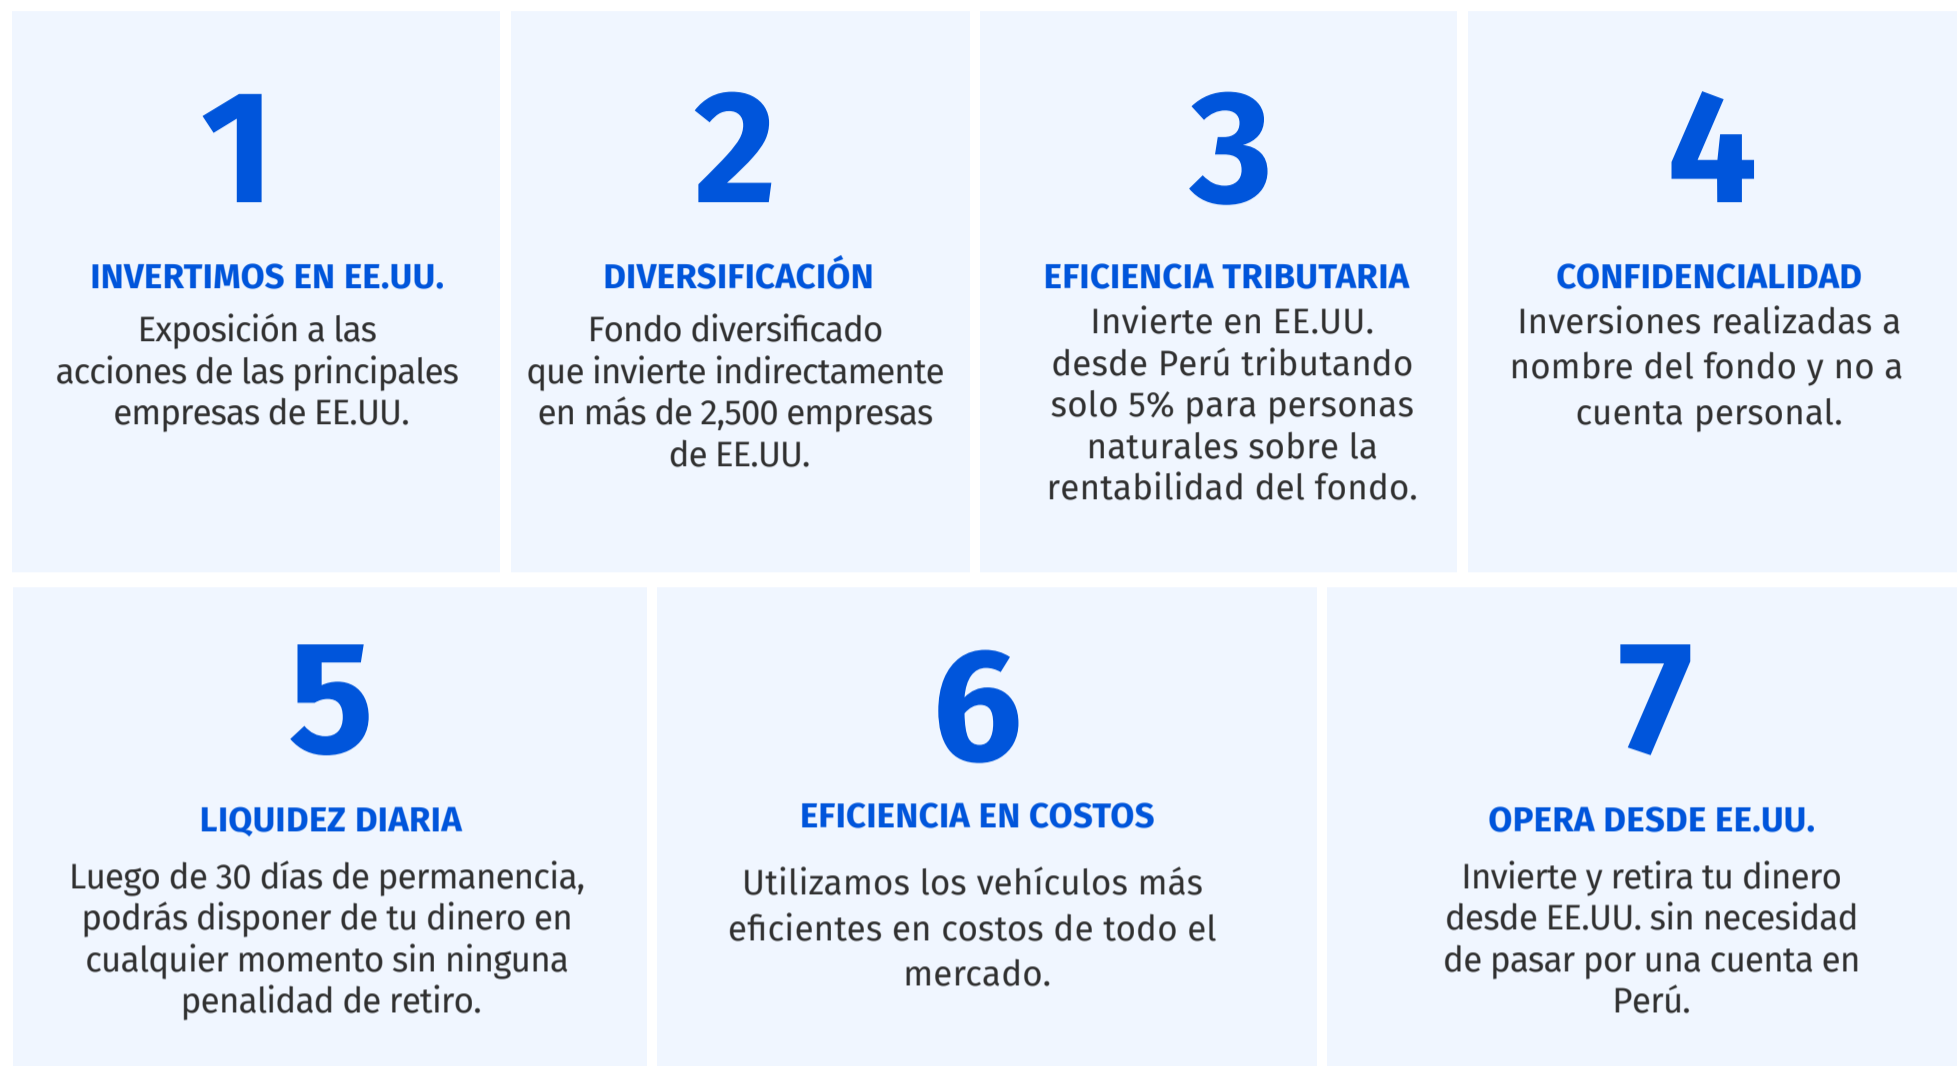 1
INVERTIMOS EN EE.UU.
Exposición a las
acciones de las principales
empresas de EE.UU.
2
DIVERSIFICACIÓN
Fondo diversificado
que invierte indirectamente
en más de 2,500 empresas
de EE.UU.
3
EFICIENCIA TRIBUTARIA
Invierte en EE.UU.
desde Perú tributando
solo 5% para personas
naturales sobre la
rentabilidad del fondo.
4
CONFIDENCIALIDAD
Inversiones realizadas a
nombre del fondo y no a
cuenta personal.
5
LIQUIDEZ DIARIA
Luego de 30 días de permanencia,
podrás disponer de tu dinero en
cualquier momento sin ninguna
penalidad de retiro.
6
EFICIENCIA EN COSTOS
Utilizamos los vehículos más
eficientes en costos de todo el
mercado.
7
OPERA DESDE EE.UU.
Invierte y retira tu dinero
desde EE.UU. sin necesidad
de pasar por una cuenta en
Perú.